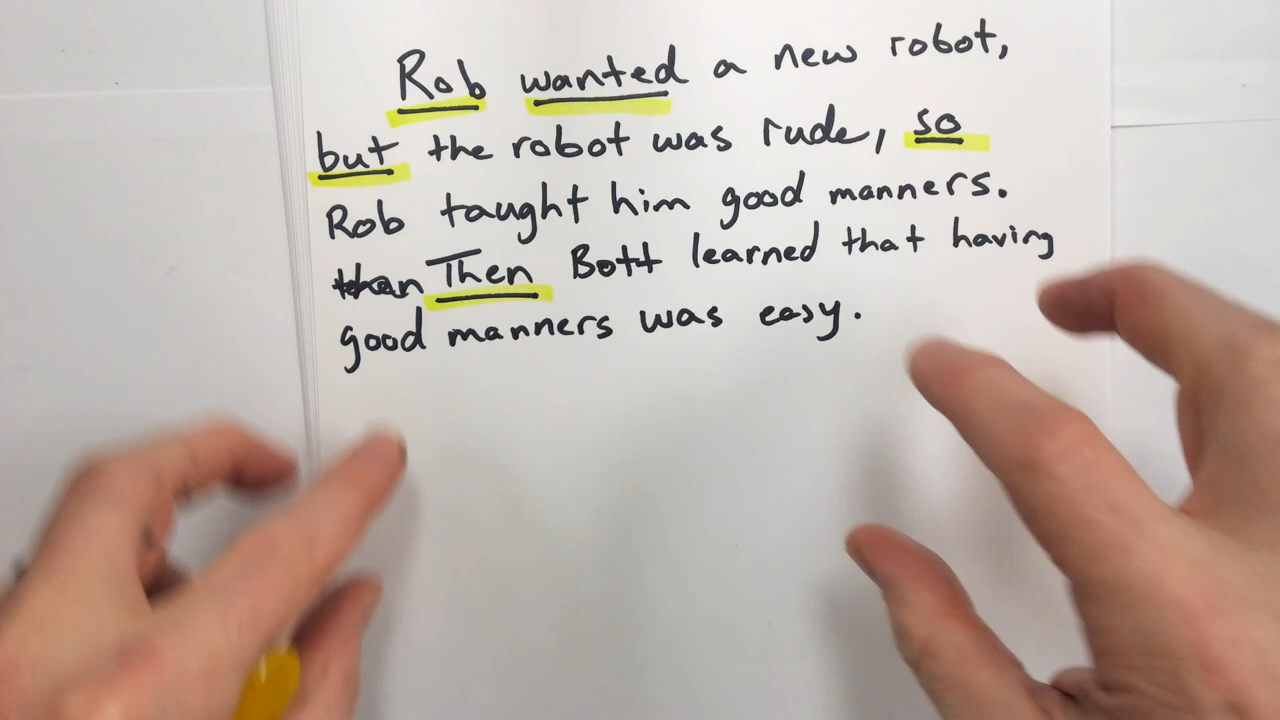 Rob wanted a new robot,
but the robot was rude, so
Rob taught him good manners.
than Then Bott learned that having
good manners was easy.